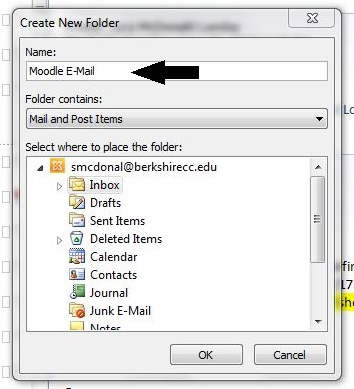 Create New Folder
Name:
Moodle E-Mail
Folder contains:
Mail and Post Items
Select where to place the folder:
smcdonal@berkshirecc.edu
Inbox
Drafts
Sent Items
Deleted Items
Calendar
Contacts
Journal
Junk E-Mail
Notes
OK
Cancel